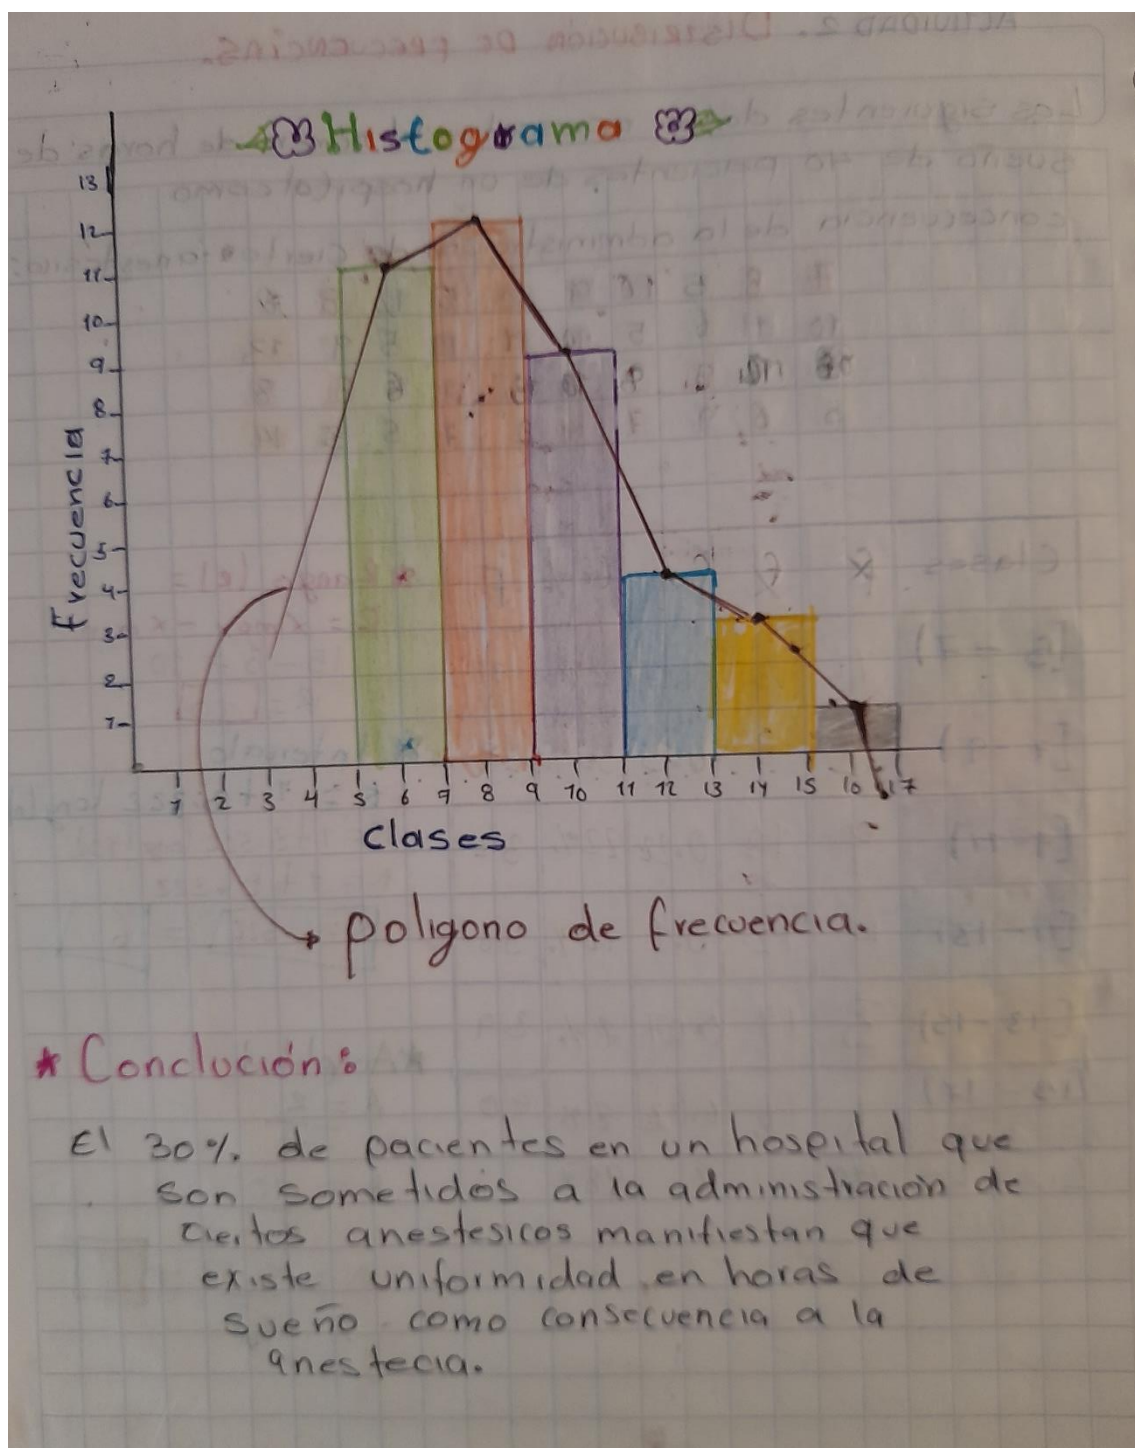 Histograma
13
12
11
10
9
8
7
6
5
4
3
2
1
frecuencia
1 2 3 4 5 6 7 8 9 10 11 12 13 14 15 16 17
Clases
poligono de frecuencia.
* Conclución:
El 30% de pacientes en un hospital que
son sometidos a la administración de
ciertos anestesicos manifiestan que
existe uniformidad en horas de
sueño como consecuencia a la
anestecia.